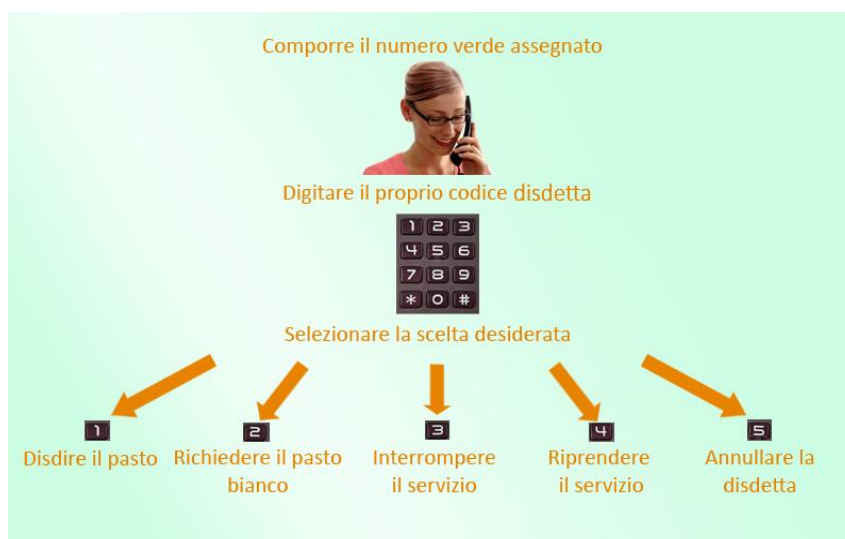 Comporre il numero verde assegnato
Digitare il proprio codice disdetta
1 2 3
4 5 6
7 8 9
* 0 #
Selezionare la scelta desiderata
1
Disdire il pasto
2
Richiedere il pasto
bianco
3
Interrompere
il servizio
4
Riprendere
il servizio
5
Annullare la
disdetta